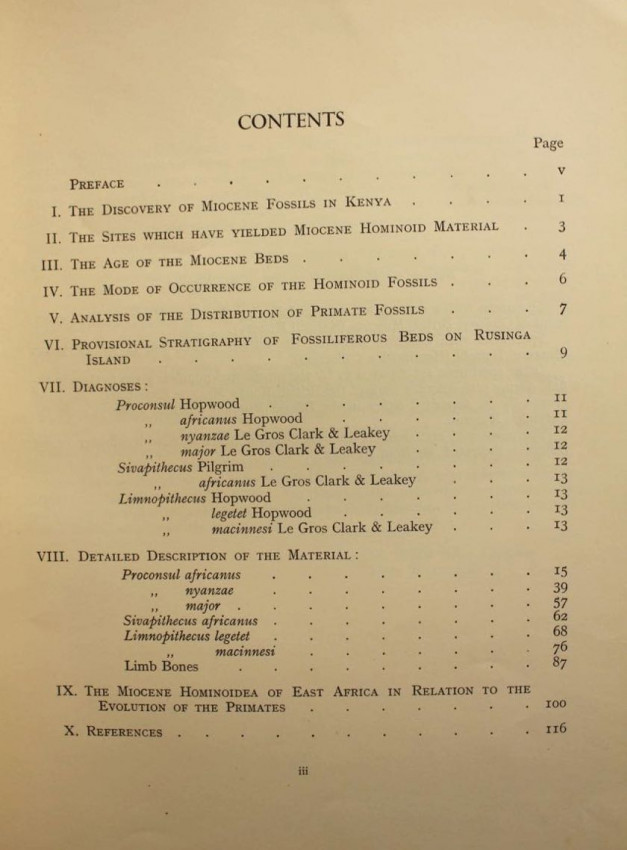 CONTENTS
Page
PREFACE . . . . . . . . . . . v
I. THE DISCOVERY OF MIOCENE FOSSILS IN KENYA . . . . 1
II. THE SITES WHICH HAVE YIELDED MIOCENE HOMINOID MATERIAL . 3
III. THE AGE OF THE MIOCENE BEDS . . . . . . . 4
IV. THE MODE OF OCCURRENCE OF THE HOMINOID FOSSILS . . . 6
V. ANALYSIS OF THE DISTRIBUTION OF PRIMATE FOSSILS . . . 7
VI. PROVISIONAL STRATIGRAPHY OF FOSSILIFEROUS BEDS ON RUSINGA
ISLAND . . . . . . . . . . . 9
VII. DIAGNOSES :
Proconsul Hopwood . . . . . . . . 11
„ africanus Hopwood . . . . . . 11
„ nyanzae Le Gros Clark & Leakey . . . . 12
„ major Le Gros Clark & Leakey . . . . . 12
Sivapithecus Pilgrim . . . . . . . . 12
„ africanus Le Gros Clark & Leakey . . . 13
Limnopithecus Hopwood . . . . . . . 13
„ legetet Hopwood . . . . . . 13
„ macinnesi Le Gros Clark & Leakey . . . 13
VIII. DETAILED DESCRIPTION OF THE MATERIAL :
Proconsul africanus . . . . . . . . 15
„ nyanzae . . . . . . . . 39
„ major . . . . . . . . . 57
Sivapithecus africanus . . . . . . . . 62
Limnopithecus legetet . . . . . . . . 68
„ macinnesi . . . . . . . 76
Limb Bones . . . . . . . . . 87
IX. THE MIOCENE HOMINOIDEA OF EAST AFRICA IN RELATION TO THE
EVOLUTION OF THE PRIMATES . . . . . . . 100
X. REFERENCES . . . . . . . . . . 116
iii